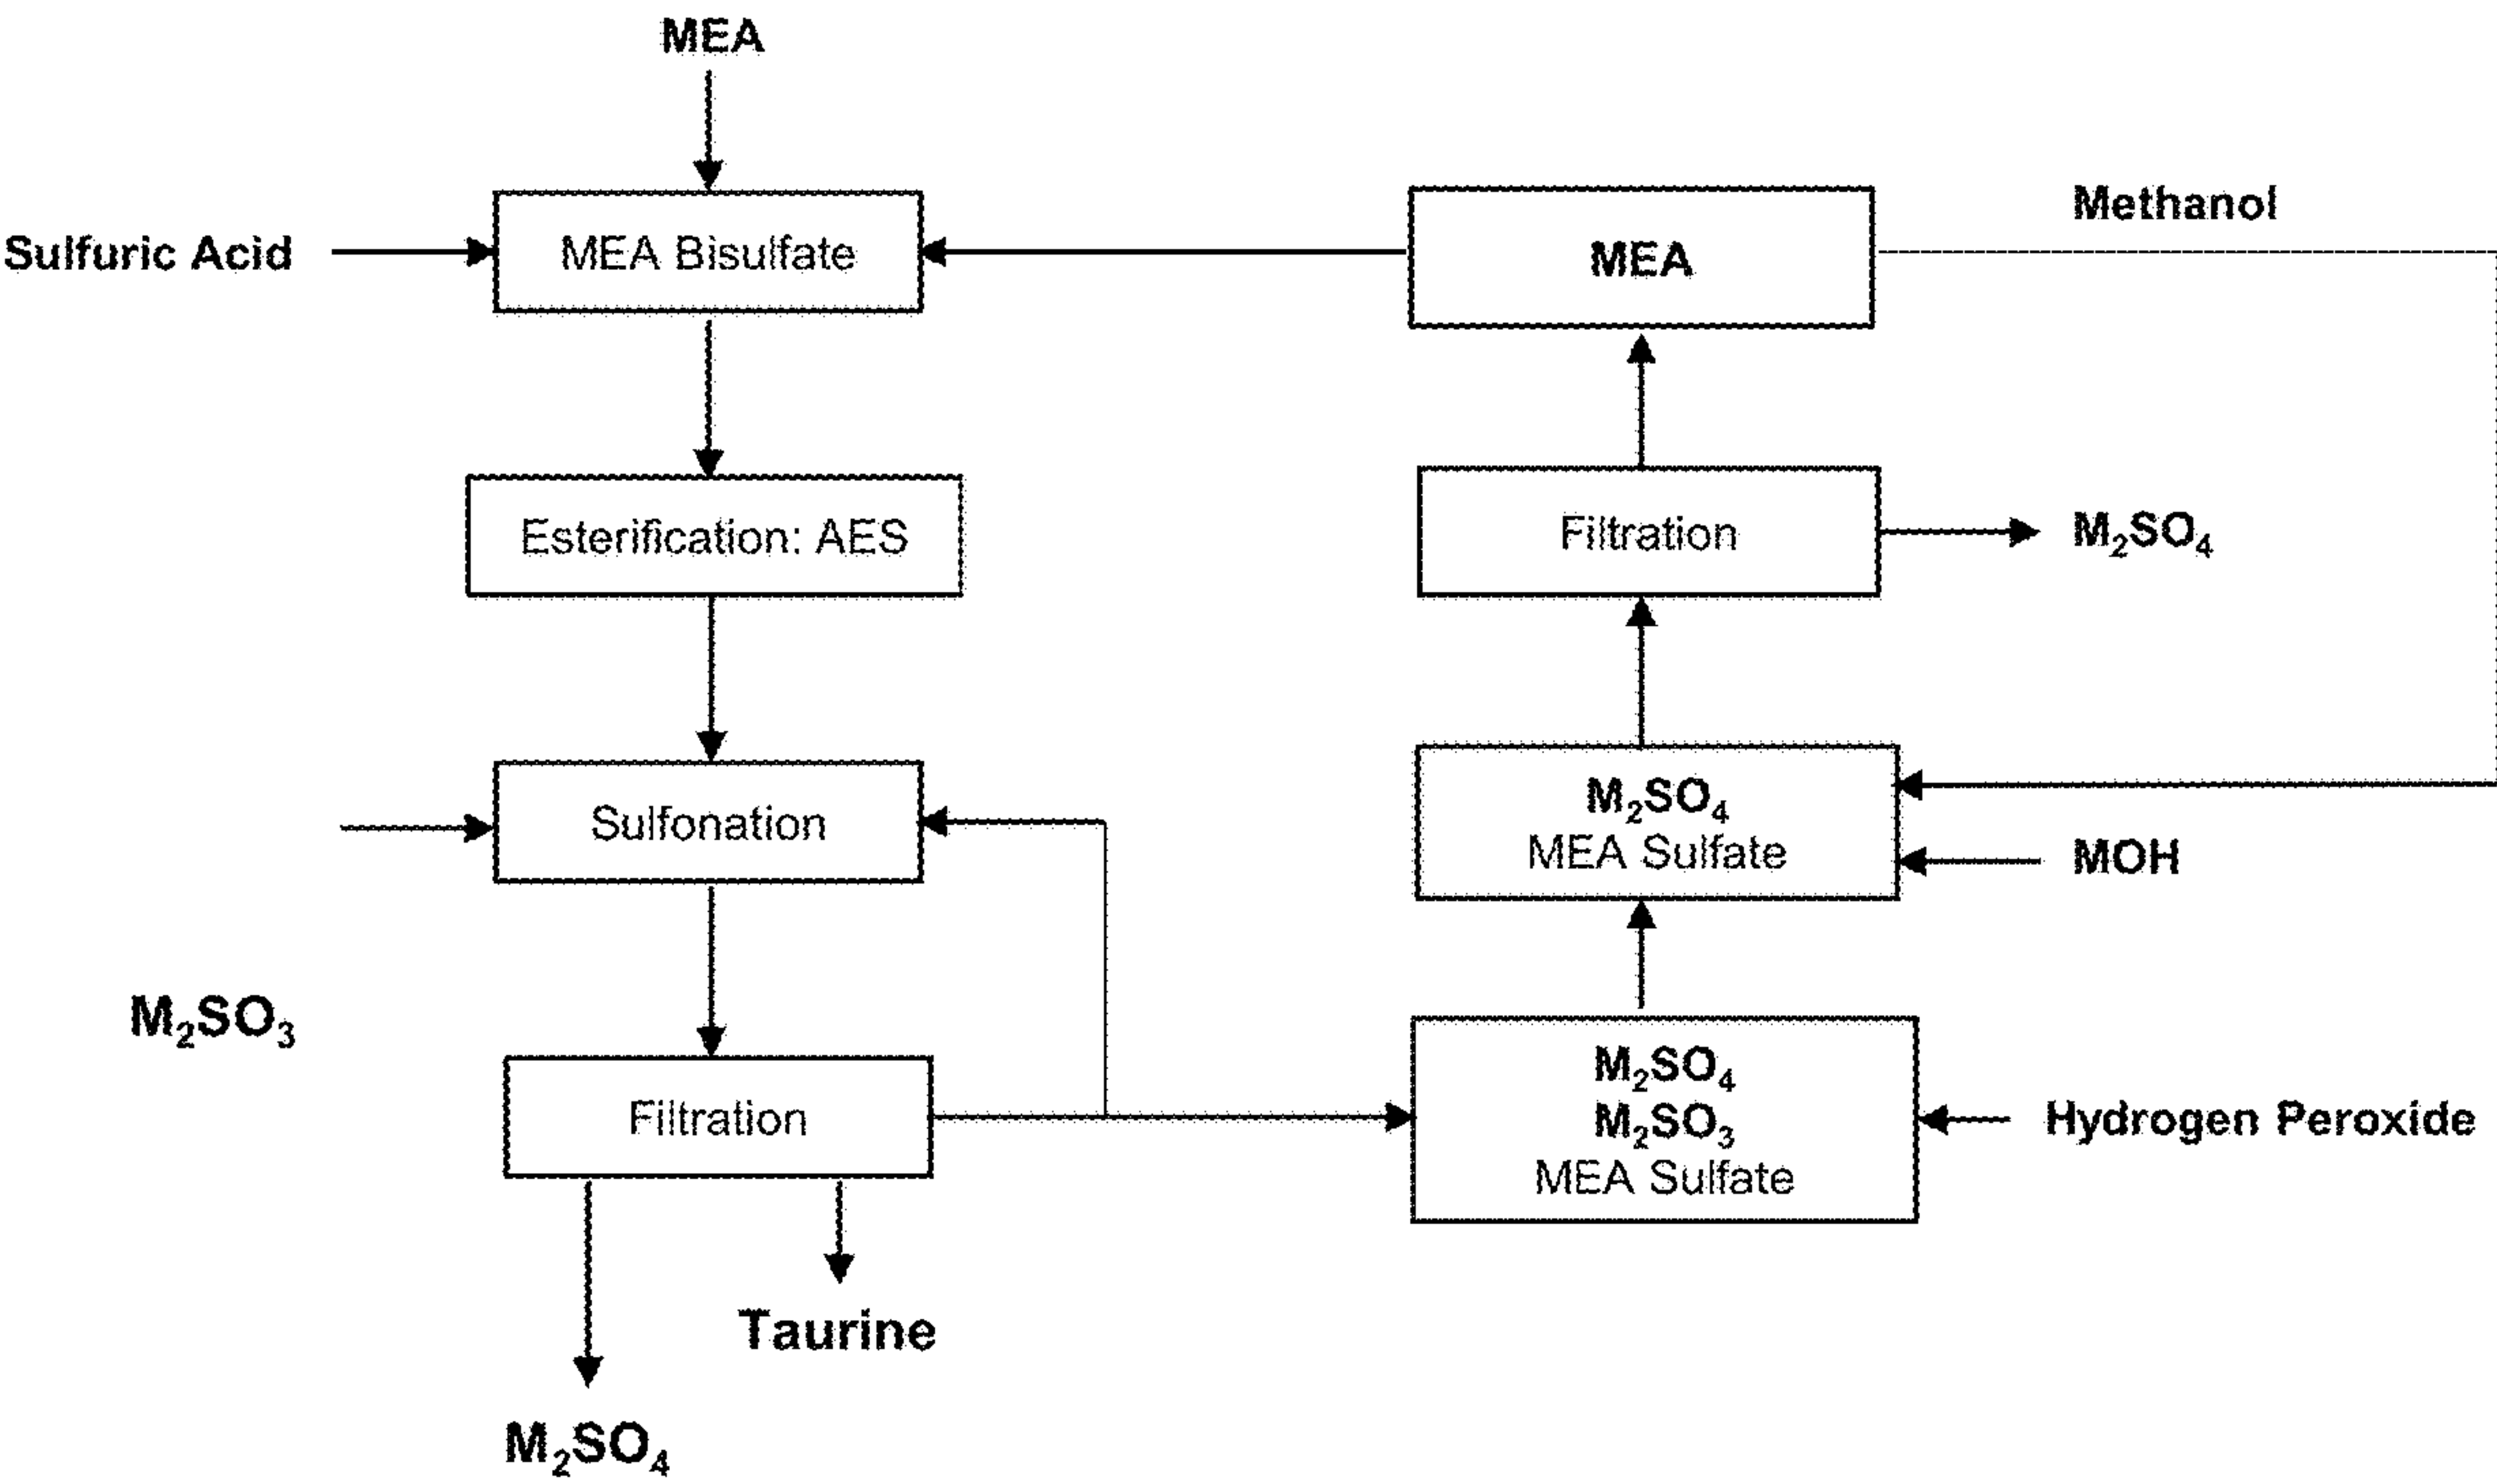 MEA
Sulfuric Acid
MEA Bisulfate
MEA
Methanol
Esterification: AES
Filtration
M₂SO₄
Sulfonation
M₂SO₄
MEA Sulfate
MOH
M₂SO₃
Filtration
M₂SO₄
M₂SO₃
MEA Sulfate
Hydrogen Peroxide
Taurine
M₂SO₄